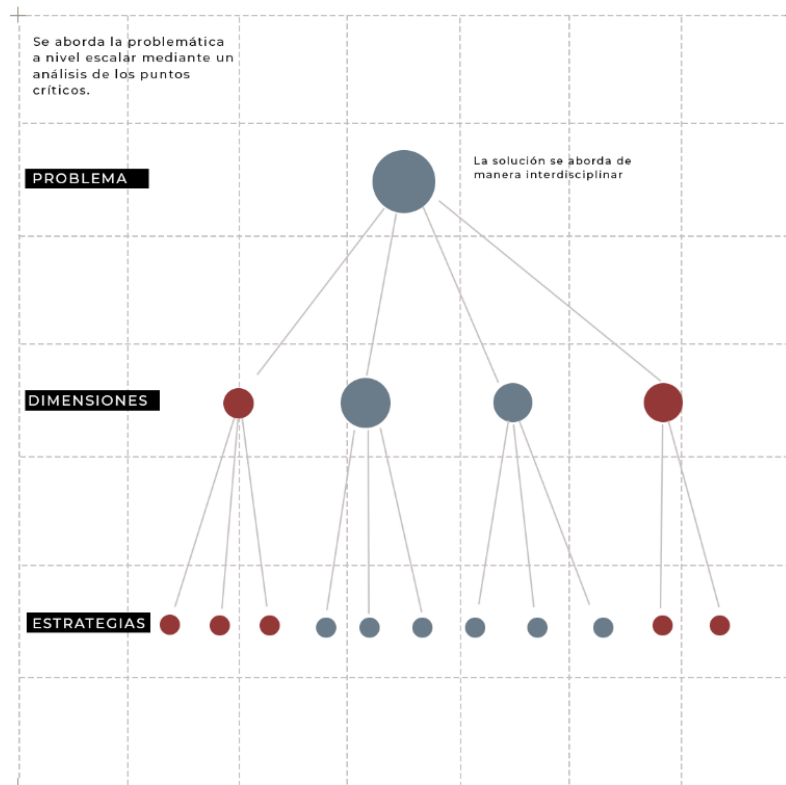 Se aborda la problemática
a nivel escalar mediante un
análisis de los puntos
críticos.
La solución se aborda de
manera interdisciplinar
PROBLEMA
DIMENSIONES
ESTRATEGIAS